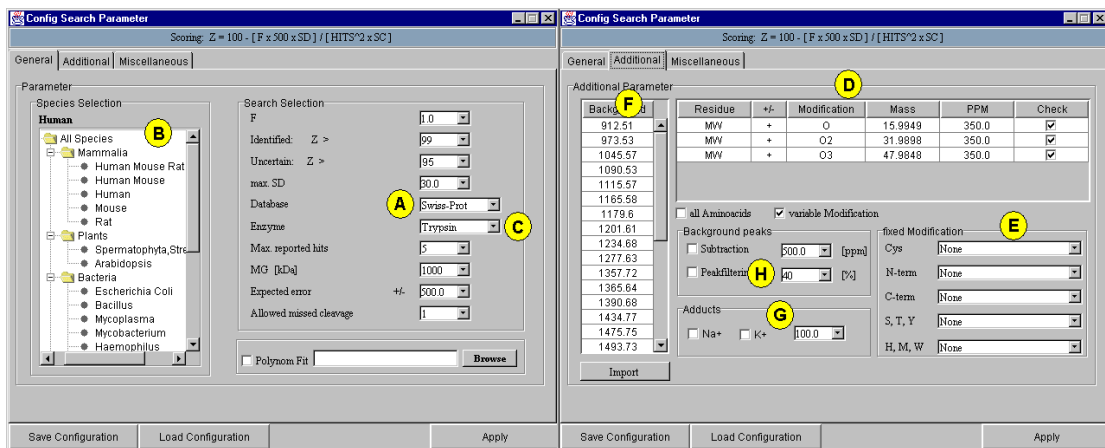 Config Search Parameter
Scoring: Z = 100 - [ F x 500 x SD ] / [ HITS^2 x SC ]
General Additional Miscellaneous
Parameter
Species Selection
Human
B
All Species
Mammalia
Human Mouse Rat
Human Mouse
Human
Mouse
Rat
Plants
Spermatophyta,Stre
Arabidopsis
Bacteria
Escherichia Coli
Bacillus
Mycoplasma
Mycobacterium
Haemophilus
Search Selection
F 1.0
Identified: Z > 99
Uncertain: Z > 95
max. SD 30.0
Database A Swiss-Prot
Enzyme Trypsin C
Max. reported hits 5
MG [kDa] 1000
Expected error +/- 500.0
Allowed missed cleavage 1
Polynom Fit Browse
Save Configuration Load Configuration Apply
Config Search Parameter
Scoring: Z = 100 - [ F x 500 x SD ] / [ HITS^2 x SC ]
General Additional Miscellaneous
Additional Parameter
D
F
912.51
973.53
1045.57
1090.53
1115.57
1165.58
1179.6
1201.61
1234.68
1277.63
1357.72
1365.64
1390.68
1434.77
1475.75
1493.73
Import
Residue +/- Modification Mass PPM Check
MW + O 15.9949 350.0
MW + O2 31.9898 350.0
MW + O3 47.9848 350.0
all Aminoacids variable Modification
Background peaks
Subtraction 500.0 [ppm]
H 40 [%]
Adducts
G
Na+ K+ 100.0
fixed Modification
E
Cys None
N-term None
C-term None
S, T, Y None
H, M, W None
Save Configuration Load Configuration Apply